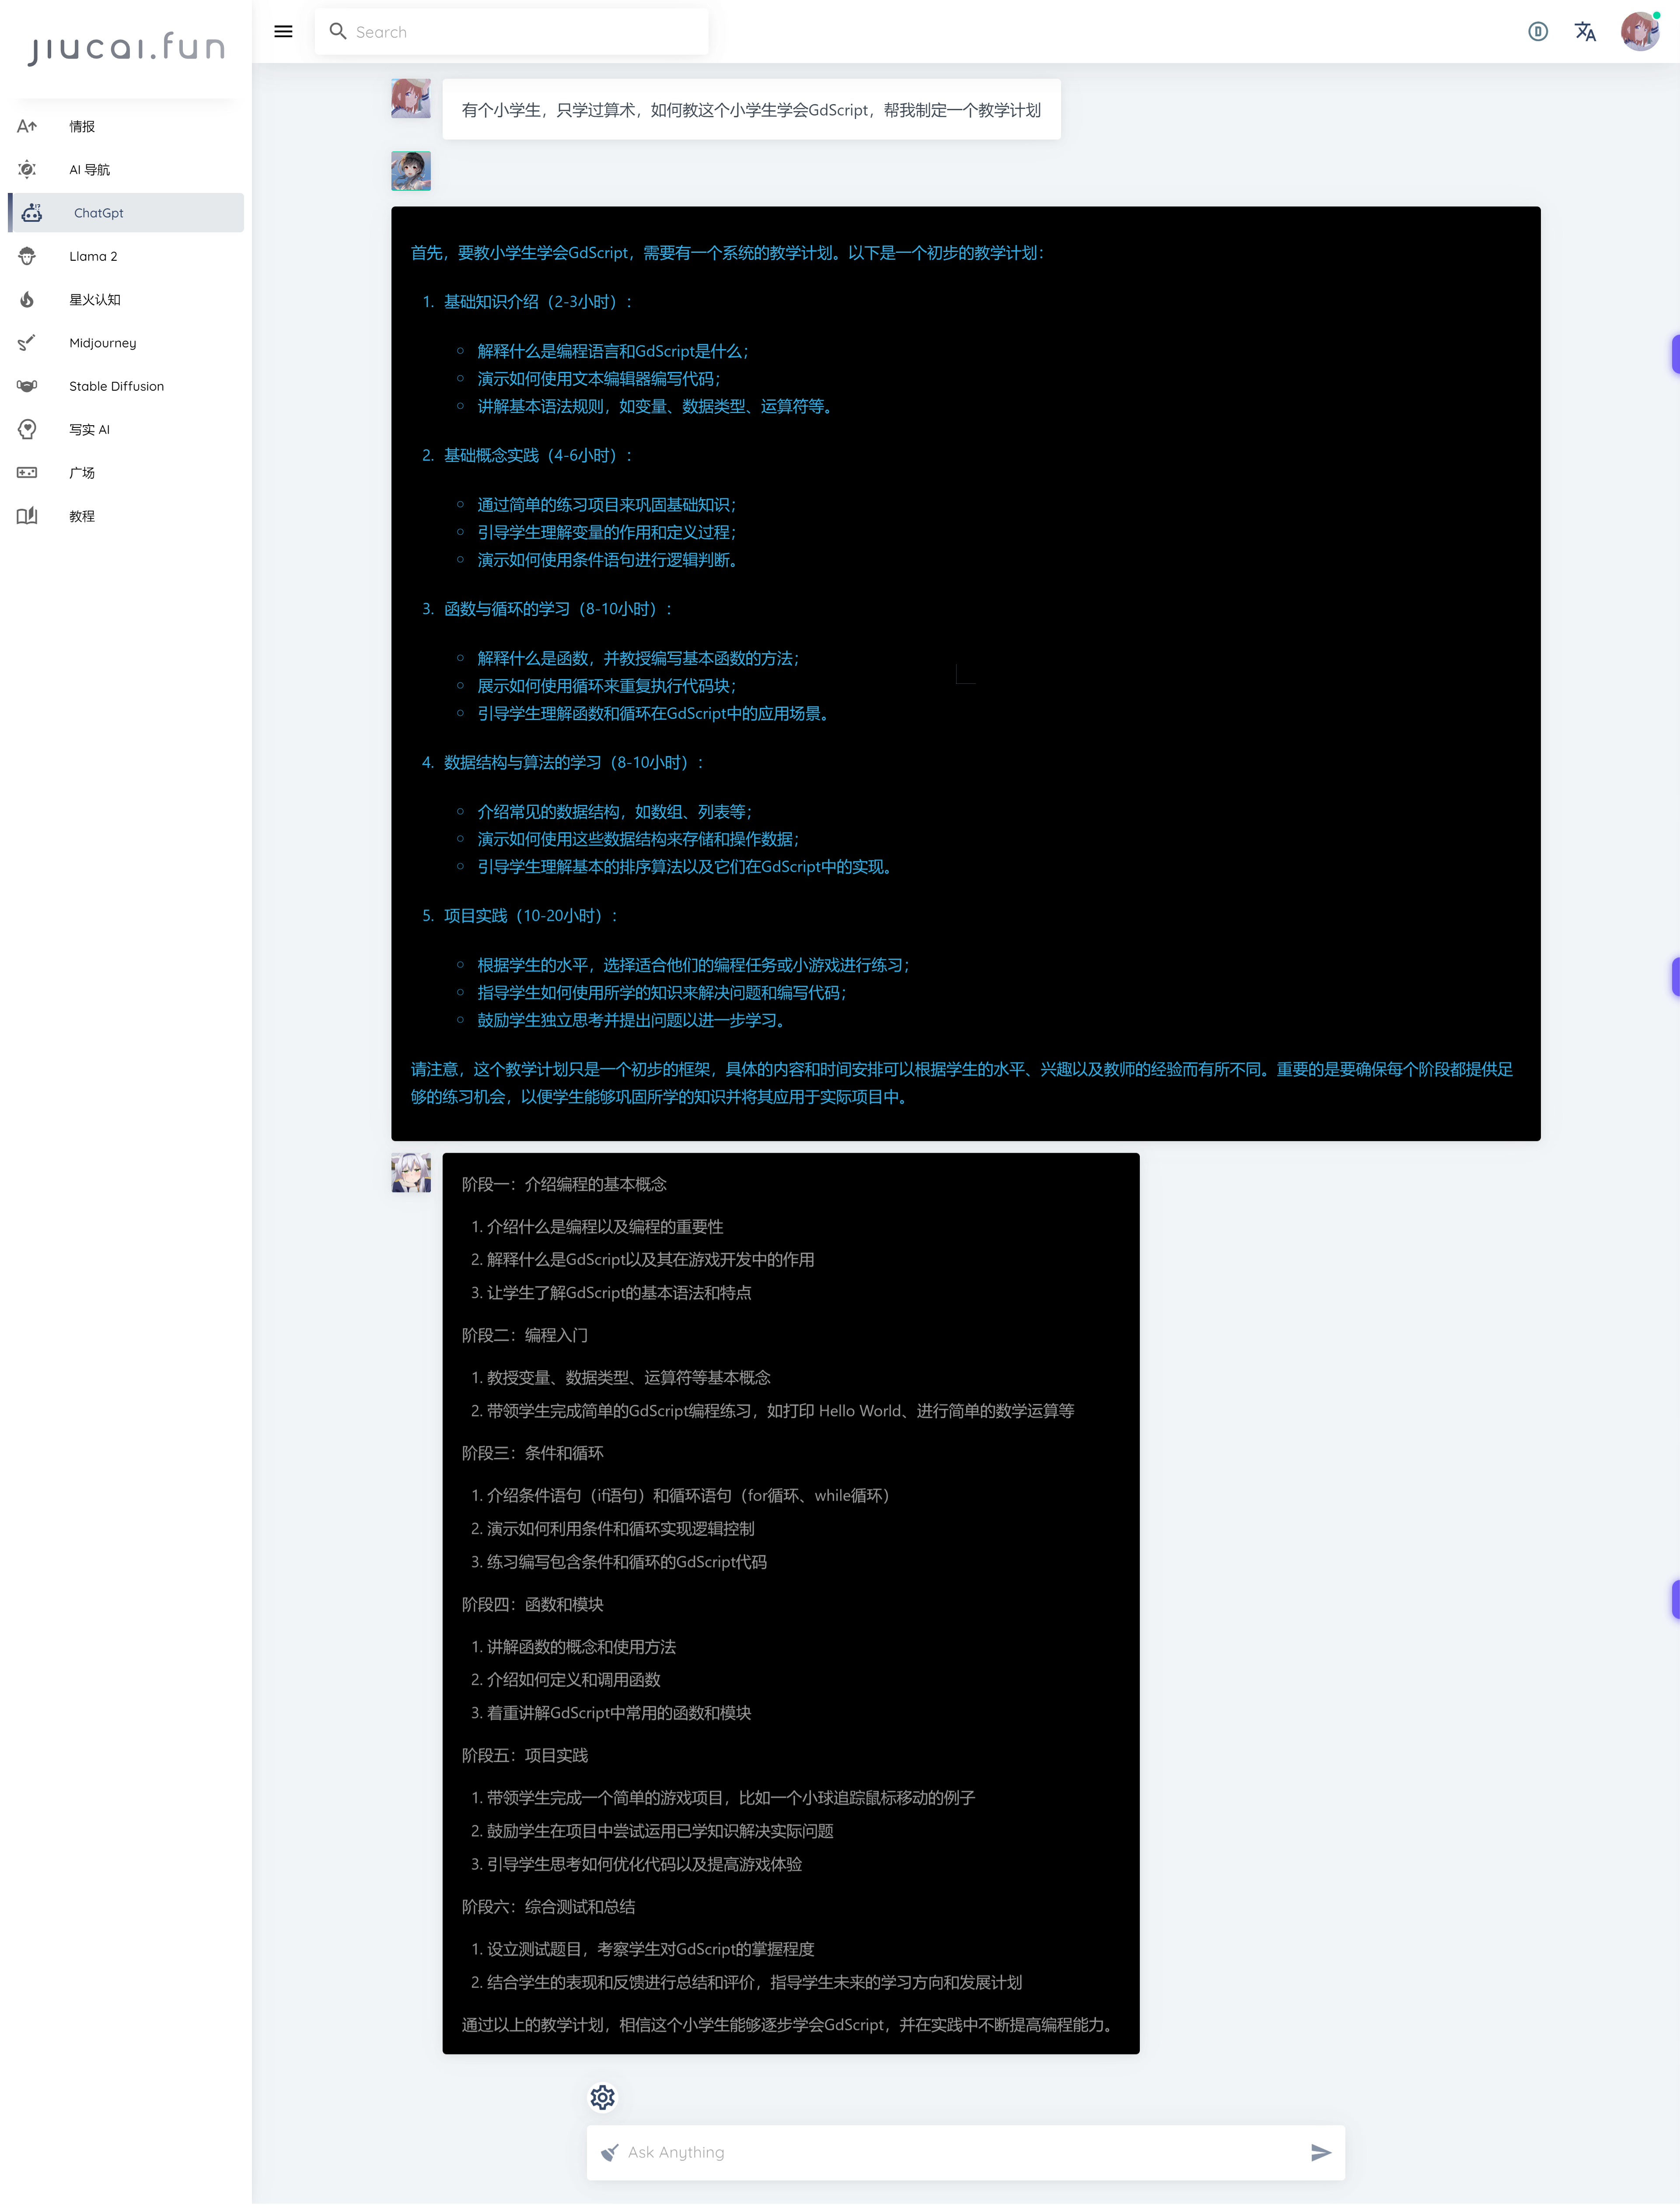 jiucai.fun
Search
情报
AI 导航
ChatGpt
Llama 2
星火认知
Midjourney
Stable Diffusion
写实 AI
广场
教程
有个小学生，只学过算术，如何教这个小学生学会GdScript，帮我制定一个教学计划
首先，要教小学生学会GdScript，需要有一个系统的教学计划。以下是一个初步的教学计划：
1. 基础知识介绍（2-3小时）：
○ 解释什么是编程语言和GdScript是什么；
○ 演示如何使用文本编辑器编写代码；
○ 讲解基本语法规则，如变量、数据类型、运算符等。
2. 基础概念实践（4-6小时）：
○ 通过简单的练习项目来巩固基础知识；
○ 引导学生理解变量的作用和定义过程；
○ 演示如何使用条件语句进行逻辑判断。
3. 函数与循环的学习（8-10小时）：
○ 解释什么是函数，并教授编写基本函数的方法；
○ 展示如何使用循环来重复执行代码块；
○ 引导学生理解函数和循环在GdScript中的应用场景。
4. 数据结构与算法的学习（8-10小时）：
○ 介绍常见的数据结构，如数组、列表等；
○ 演示如何使用这些数据结构来存储和操作数据；
○ 引导学生理解基本的排序算法以及它们在GdScript中的实现。
5. 项目实践（10-20小时）：
○ 根据学生的水平，选择适合他们的编程任务或小游戏进行练习；
○ 指导学生如何使用所学的知识来解决问题和编写代码；
○ 鼓励学生独立思考并提出问题以进一步学习。
请注意，这个教学计划只是一个初步的框架，具体的内容和时间安排可以根据学生的水平、兴趣以及教师的经验而有所不同。重要的是要确保每个阶段都提供足
够的练习机会，以便学生能够巩固所学的知识并将其应用于实际项目中。
阶段一：介绍编程的基本概念
1. 介绍什么是编程以及编程的重要性
2. 解释什么是GdScript以及其在游戏开发中的作用
3. 让学生了解GdScript的基本语法和特点
阶段二：编程入门
1. 教授变量、数据类型、运算符等基本概念
2. 带领学生完成简单的GdScript编程练习，如打印 Hello World、进行简单的数学运算等
阶段三：条件和循环
1. 介绍条件语句（if语句）和循环语句（for循环、while循环）
2. 演示如何利用条件和循环实现逻辑控制
3. 练习编写包含条件和循环的GdScript代码
阶段四：函数和模块
1. 讲解函数的概念和使用方法
2. 介绍如何定义和调用函数
3. 着重讲解GdScript中常用的函数和模块
阶段五：项目实践
1. 带领学生完成一个简单的游戏项目，比如一个小球追踪鼠标移动的例子
2. 鼓励学生在项目中尝试运用已学知识解决实际问题
3. 引导学生思考如何优化代码以及提高游戏体验
阶段六：综合测试和总结
1. 设立测试题目，考察学生对GdScript的掌握程度
2. 结合学生的表现和反馈进行总结和评价，指导学生未来的学习方向和发展计划
通过以上的教学计划，相信这个小学生能够逐步学会GdScript，并在实践中不断提高编程能力。
Ask Anything